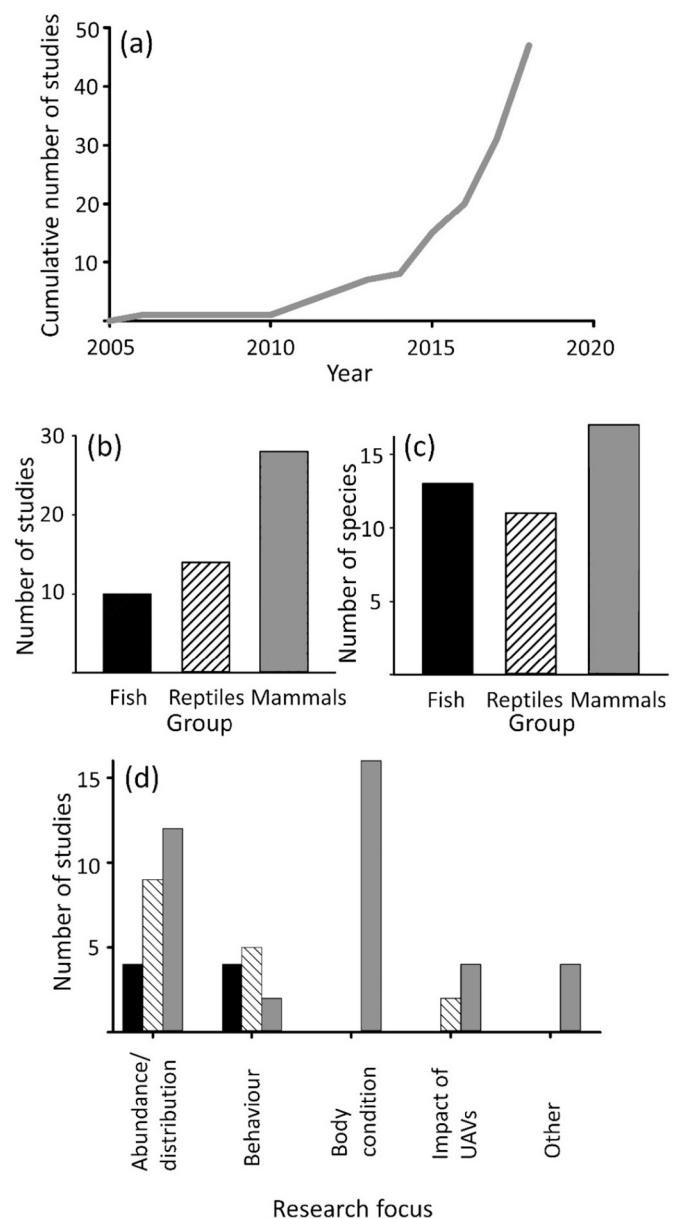 (a)
Cumulative number of studies
50
40
30
20
10
2005 2010 2015 2020
Year
(b)
Number of studies
30
20
10
Fish Reptiles Mammals
Group
(c)
Number of species
15
10
5
Fish Reptiles Mammals
Group
(d)
Number of studies
15
10
5
Abundance/
distribution
Behaviour
Body
condition
Impact of
UAVs
Other
Research focus